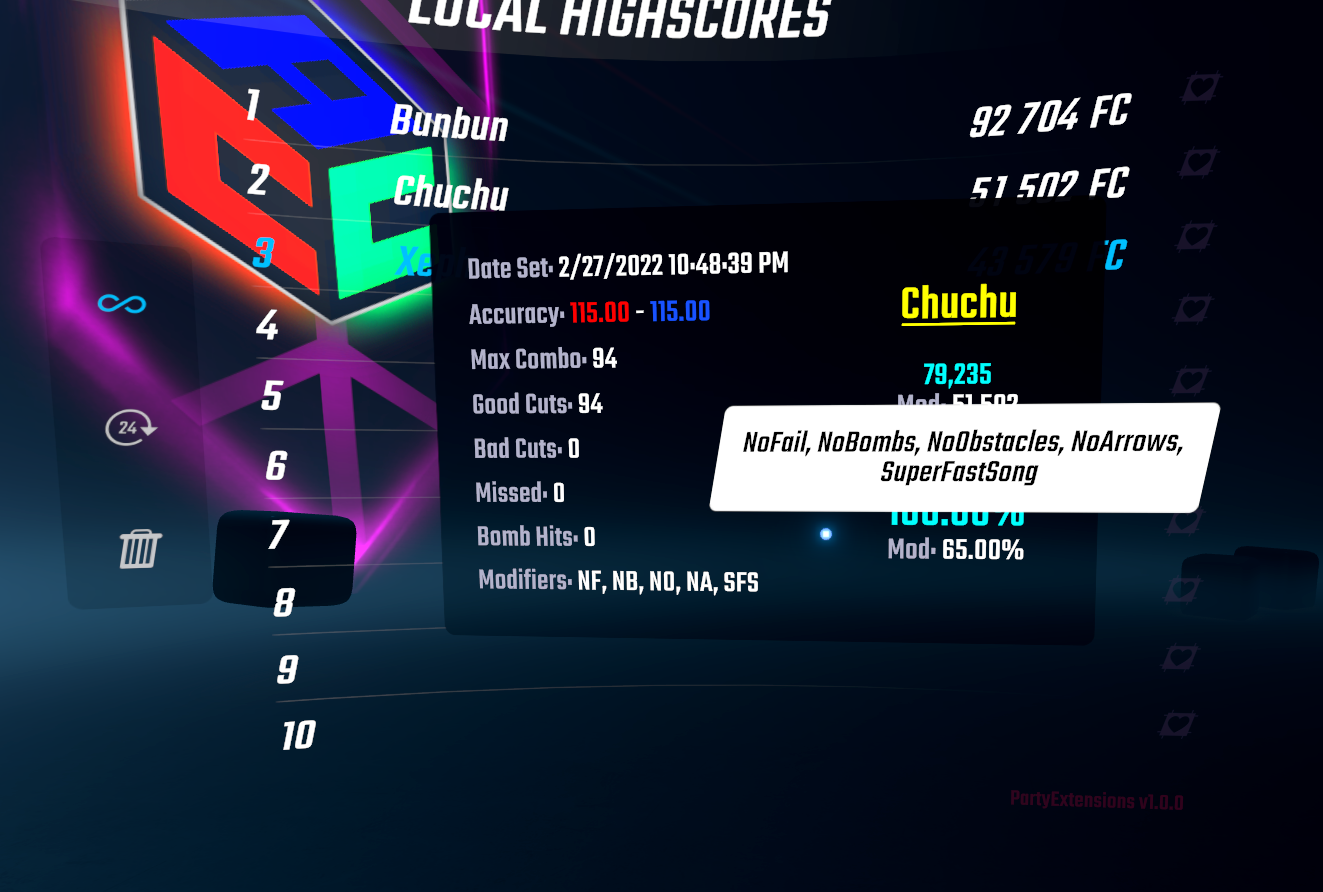 LOCAL HIGHSCORES
1 Bunbun 92 704 FC
2 Chuchu 51 502 FC
3 43 579 FC
4
5
6
7
8
9
10
24
Date Set: 2/27/2022 10:48:39 PM
Accuracy: 115.00 - 115.00
Max Combo: 94
Good Cuts: 94
Bad Cuts: 0
Missed: 0
Bomb Hits: 0
Modifiers: NF, NB, NO, NA, SFS
Chuchu
79,235
Mod: 51,502
NoFail, NoBombs, NoObstacles, NoArrows,
SuperFastSong
100.00%
Mod: 65.00%
PartyExtensions v1.0.0